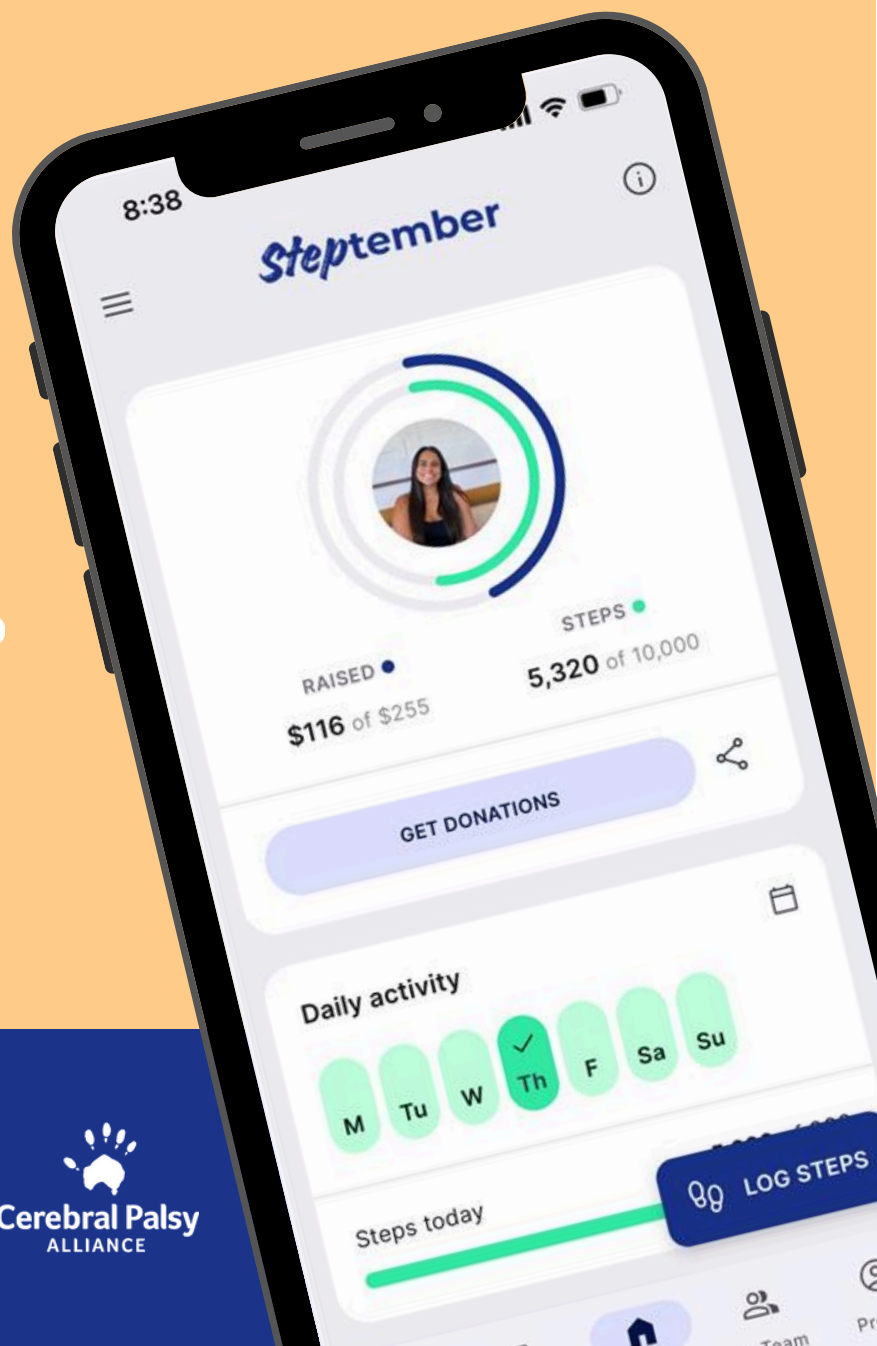 8:38
Steptember
RAISED
$116 of $255
STEPS
5,320 of 10,000
GET DONATIONS
Daily activity
M Tu W Th F Sa Su
Steps today
LOG STEPS
Team
Cerebral Palsy
ALLIANCE